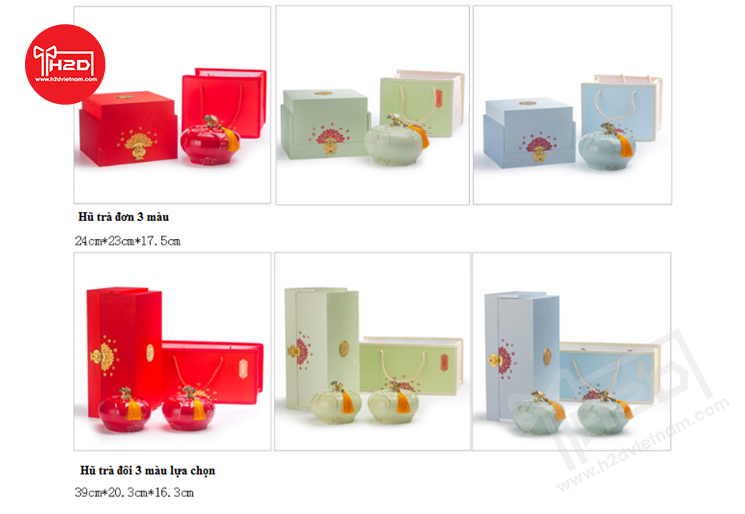 H2D
www.h2dvietnam.com
Hũ trà đơn 3 màu
24cm*23cm*17.5cm
Hũ trà đôi 3 màu lựa chọn
39cm*20.3cm*16.3cm
H2D
www.h2dvietnam.com